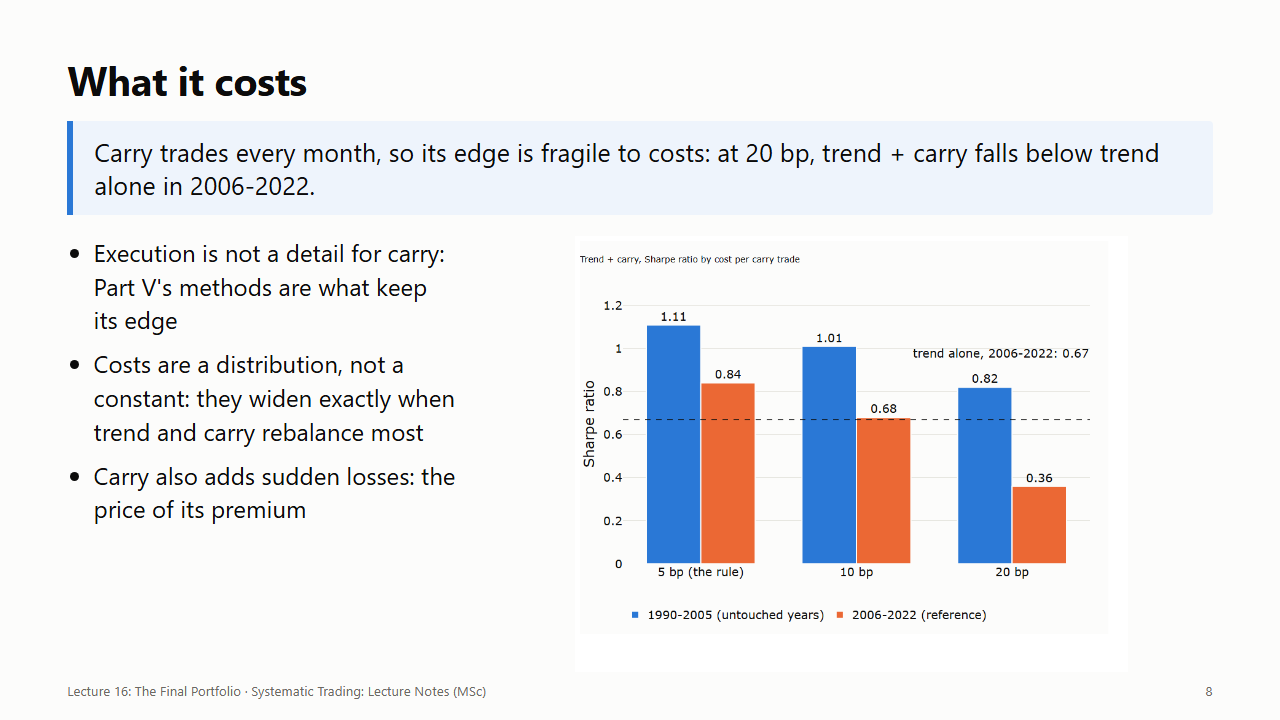 What it costs
Carry trades every month, so its edge is fragile to costs: at 20 bp, trend + carry falls below trend
alone in 2006-2022.
• Execution is not a detail for carry:
Part V's methods are what keep
its edge
• Costs are a distribution, not a
constant: they widen exactly when
trend and carry rebalance most
• Carry also adds sudden losses: the
price of its premium
Trend + carry, Sharpe ratio by cost per carry trade
Sharpe ratio
1.2
1
0.8
0.6
0.4
0.2
0
1.11
0.84
1.01
0.68
trend alone, 2006-2022: 0.67
0.82
0.36
5 bp (the rule)
10 bp
20 bp
1990-2005 (untouched years)
2006-2022 (reference)
Lecture 16: The Final Portfolio · Systematic Trading: Lecture Notes (MSc)
8